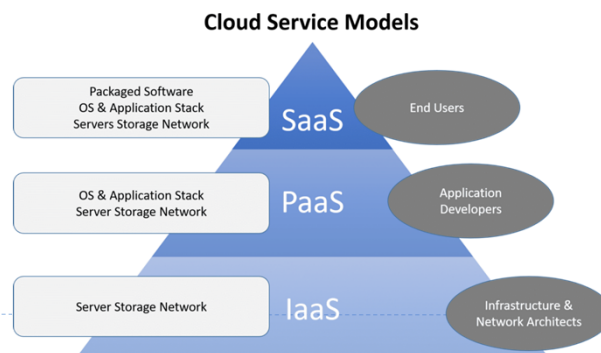 Cloud Service Models
Packaged Software
OS & Application Stack
Servers Storage Network
SaaS
End Users
OS & Application Stack
Server Storage Network
PaaS
Application
Developers
Server Storage Network
IaaS
Infrastructure &
Network Architects